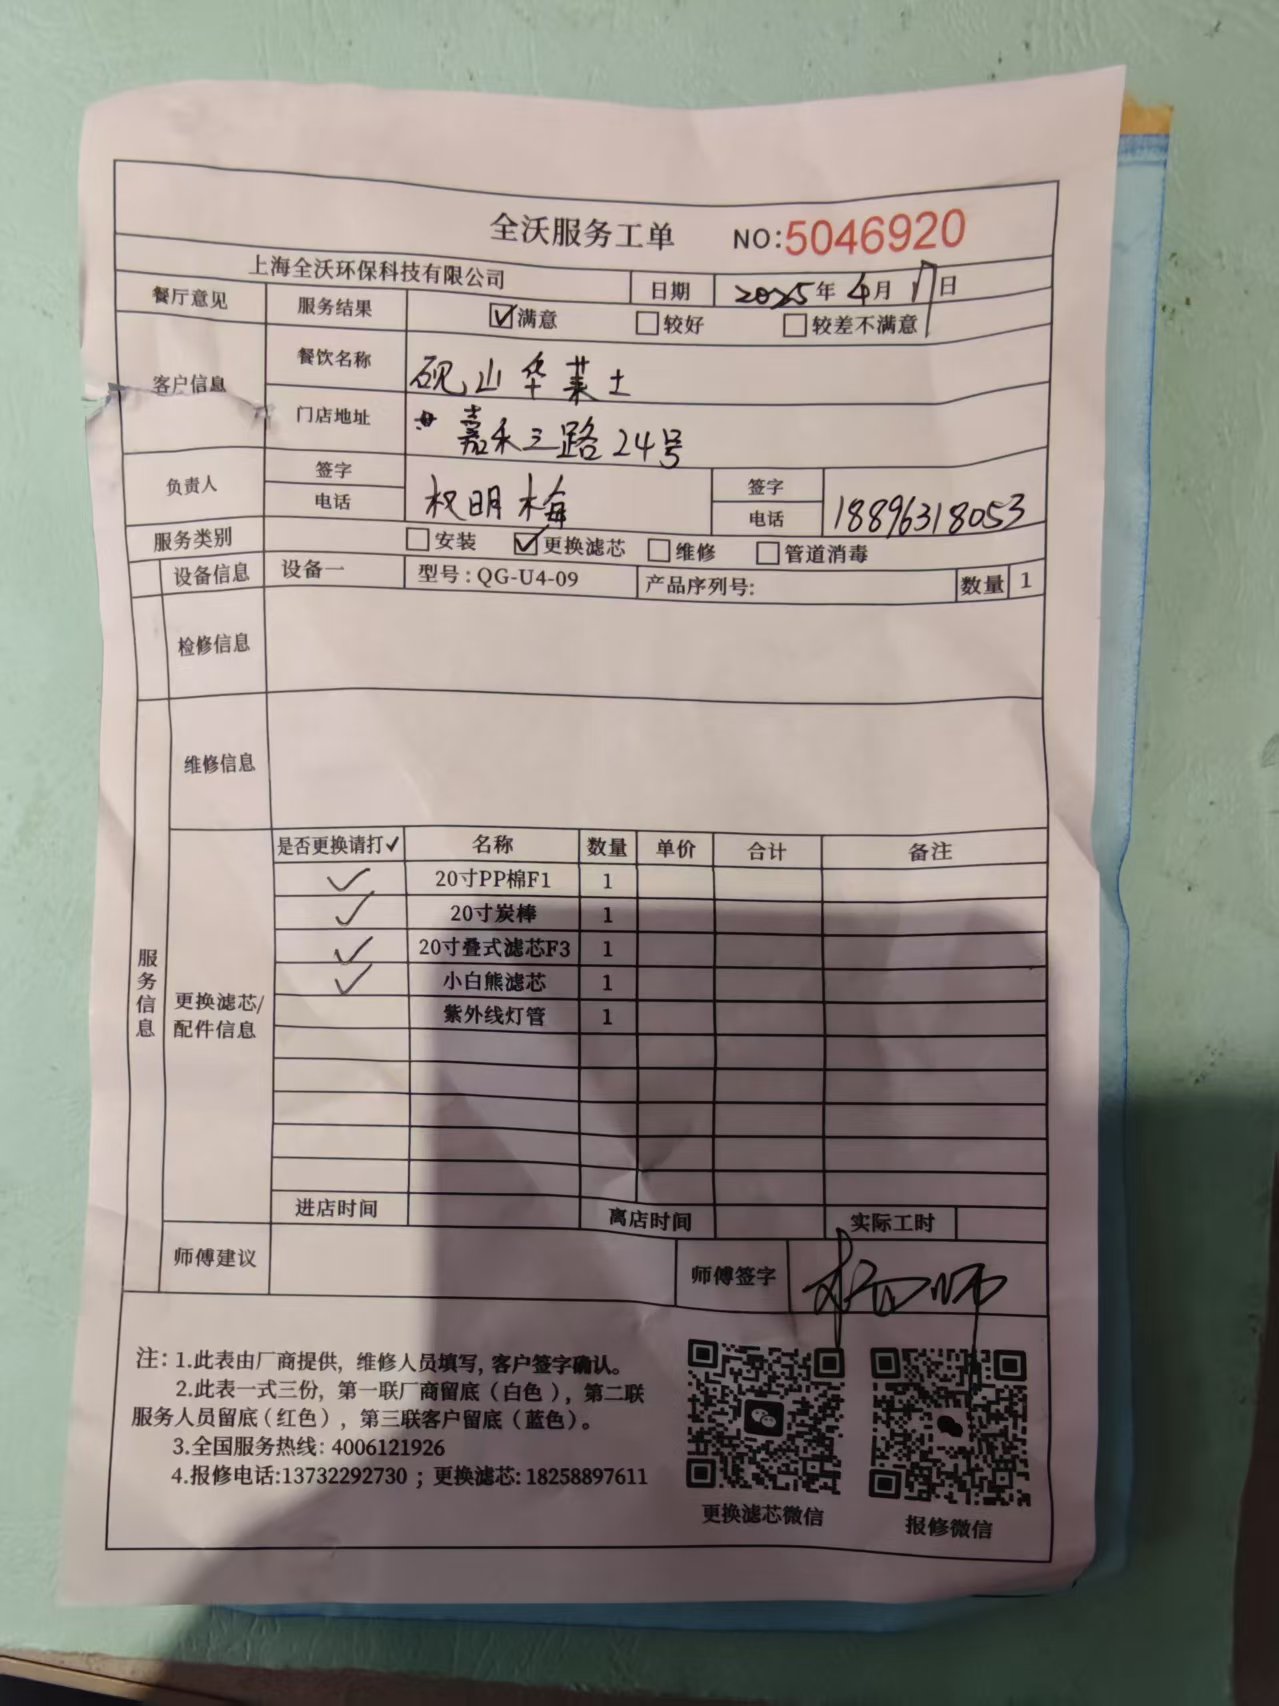 全沃服务工单 NO:5046920
上海全沃环保科技有限公司 日期 2025年4月17日
餐厅意见 服务结果 ☑满意 □较好 □较差不满意
客户信息 餐饮名称 砚山华莱士
门店地址 嘉禾三路24号
负责人 签字 电话 权明梅 签字 电话 18896318053
服务类别 □安装 ☑更换滤芯 □维修 □管道消毒
设备信息 设备一 型号:QG-U4-09 产品序列号: 数量 1
检修信息
维修信息
服务信息
更换滤芯/配件信息
是否更换请打✓ 名称 数量 单价 合计 备注
✓ 20寸PP棉F1 1
✓ 20寸炭棒 1
✓ 20寸叠式滤芯F3 1
✓ 小白熊滤芯 1
紫外线灯管 1
进店时间 离店时间 实际工时
师傅建议 师傅签字
注:1.此表由厂商提供,维修人员填写,客户签字确认。
2.此表一式三份,第一联厂商留底(白色),第二联
服务人员留底(红色),第三联客户留底(蓝色)。
3.全国服务热线:4006121926
4.报修电话:13732292730;更换滤芯:18258897611
更换滤芯微信 报修微信